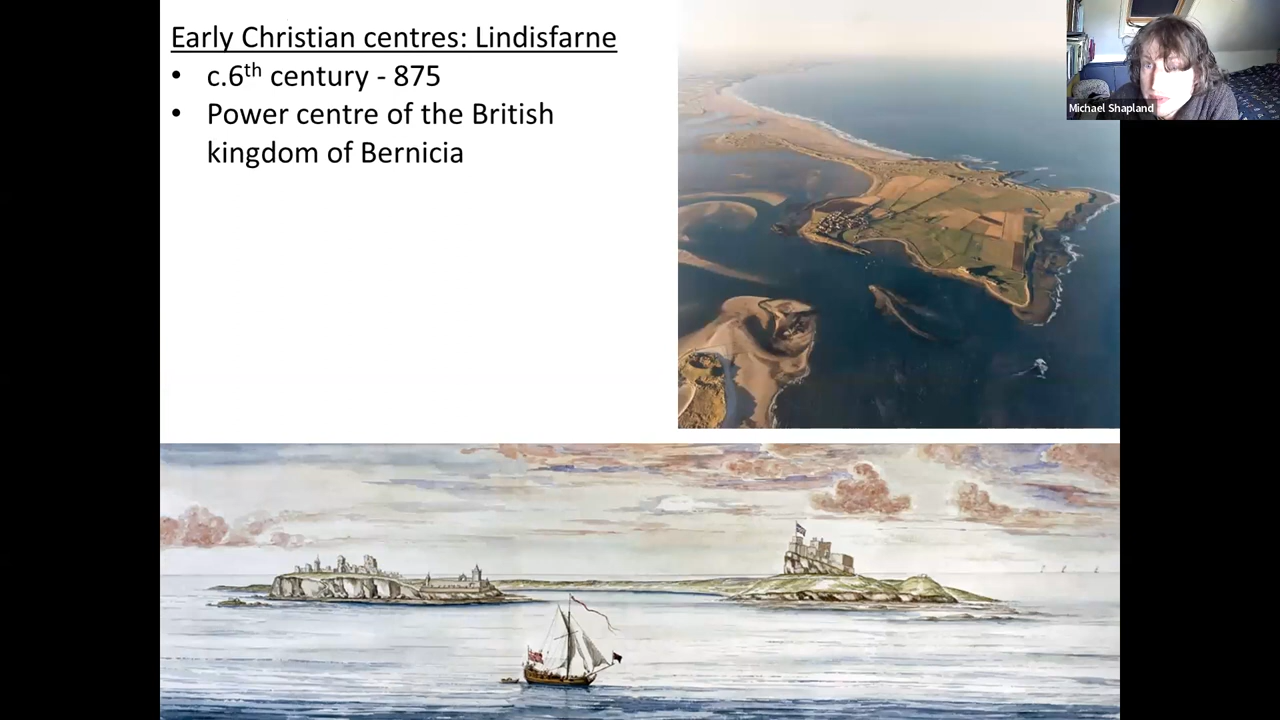 Early Christian centres: Lindisfarne
• c.6th century - 875
• Power centre of the British
kingdom of Bernicia
Michael Shapland